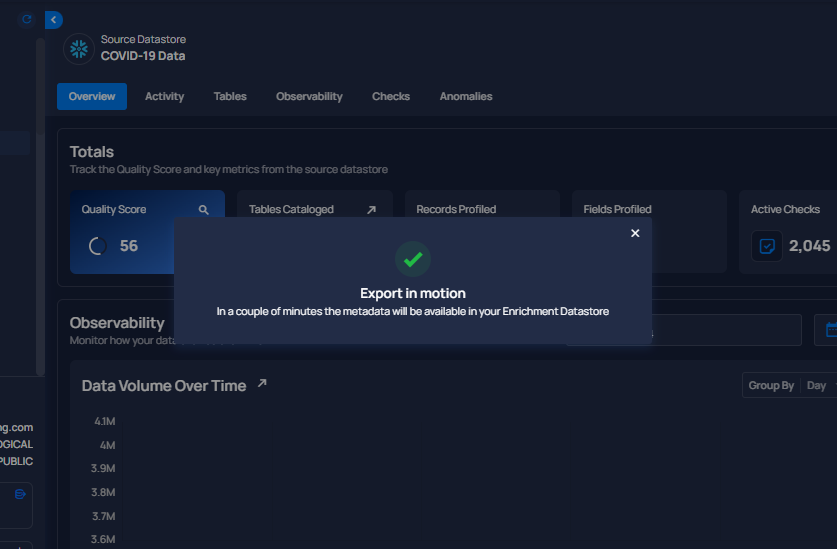 Source Datastore
COVID-19 Data
Overview Activity Tables Observability Checks Anomalies
Totals
Track the Quality Score and key metrics from the source datastore
Quality Score Tables Cataloged Records Profiled Fields Profiled Active Checks
56 2,045
Export in motion
In a couple of minutes the metadata will be available in your Enrichment Datastore
Observability
Monitor how your data
Data Volume Over Time
Group By Day
4.1M
4M
3.9M
3.8M
3.7M
3.6M
ng.com
OGICAL
PUBLIC